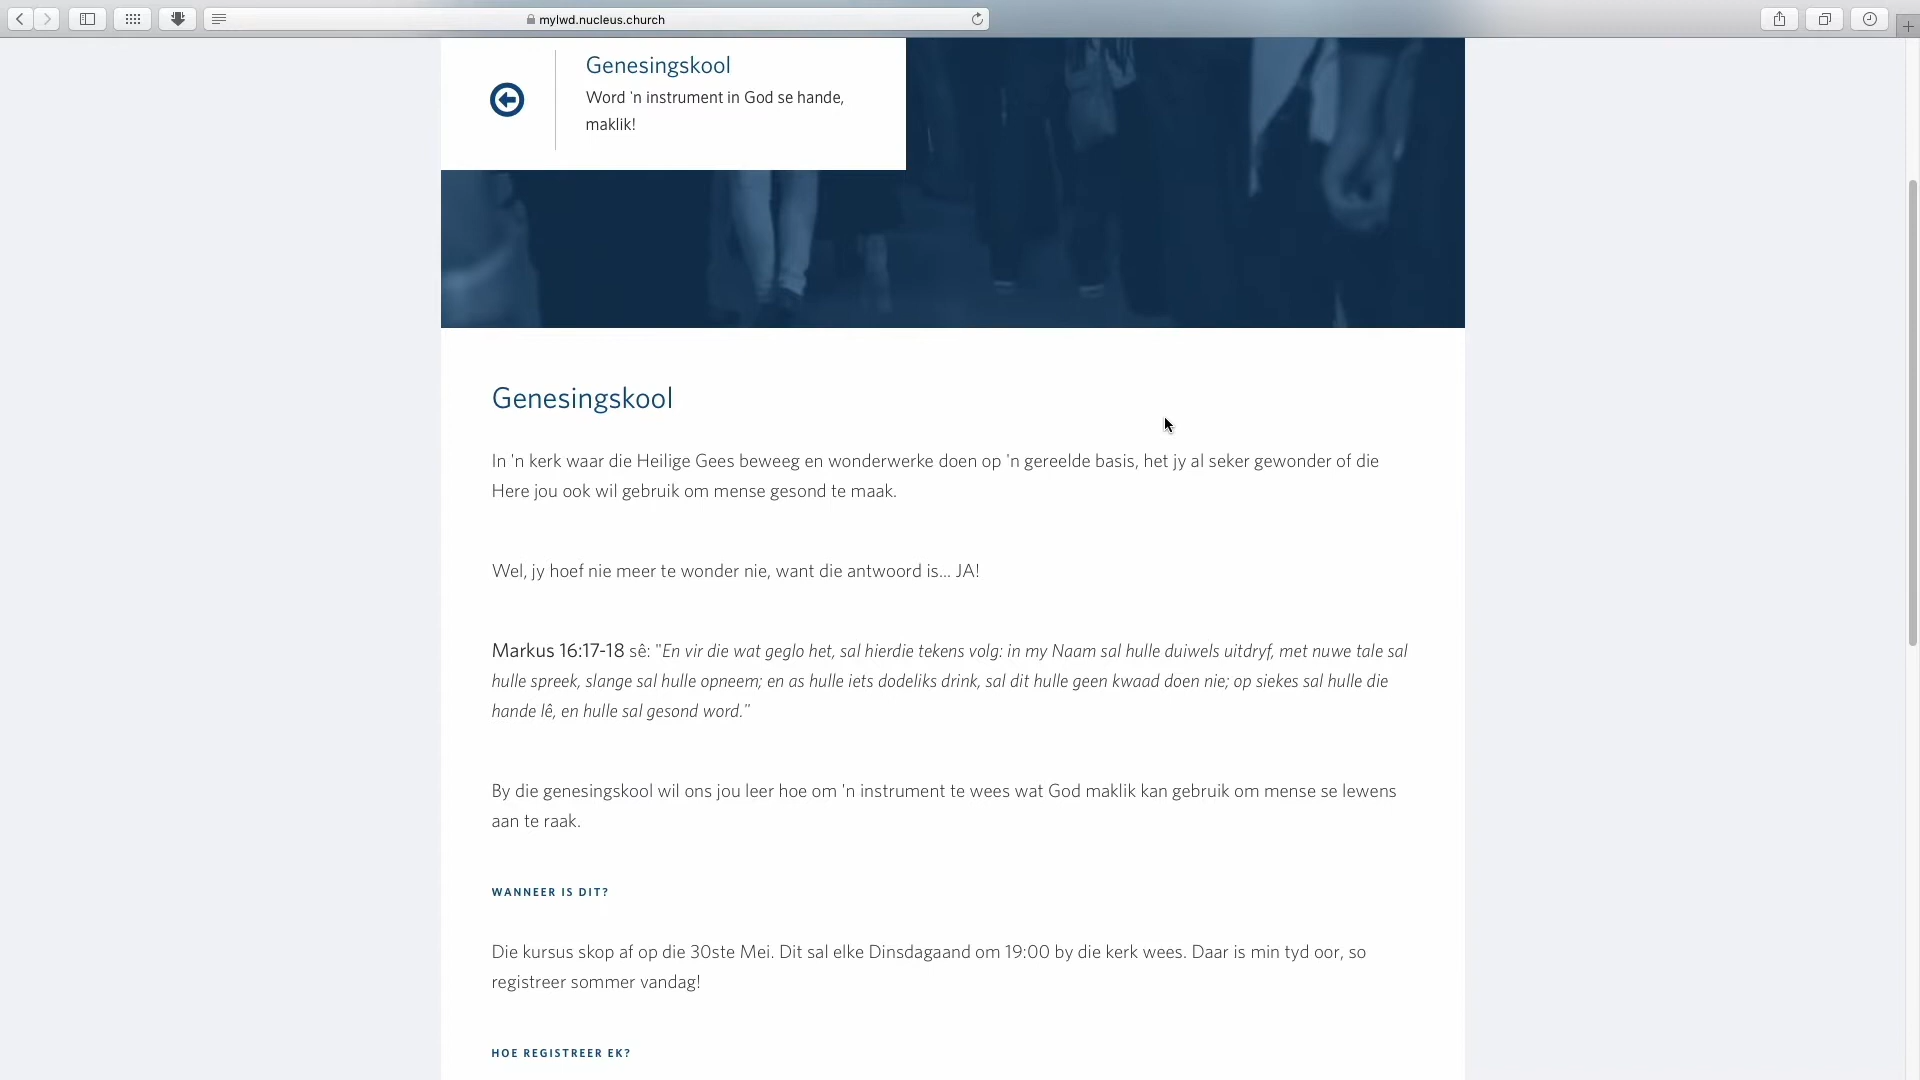 mylwd.nucleus.church
Genesingskool
Word 'n instrument in God se hande,
maklik!
Genesingskool
In 'n kerk waar die Heilige Gees beweeg en wonderwerke doen op 'n gereelde basis, het jy al seker gewonder of die
Here jou ook wil gebruik om mense gesond te maak.
Wel, jy hoef nie meer te wonder nie, want die antwoord is... JA!
Markus 16:17-18 sê: "En vir die wat geglo het, sal hierdie tekens volg: in my Naam sal hulle duiwels uitdryf, met nuwe tale sal
hulle spreek, slange sal hulle opneem; en as hulle iets dodeliks drink, sal dit hulle geen kwaad doen nie; op siekes sal hulle die
hande lê, en hulle sal gesond word."
By die genesingskool wil ons jou leer hoe om 'n instrument te wees wat God maklik kan gebruik om mense se lewens
aan te raak.
WANNEER IS DIT?
Die kursus skop af op die 30ste Mei. Dit sal elke Dinsdagaand om 19:00 by die kerk wees. Daar is min tyd oor, so
registreer sommer vandag!
HOE REGISTREER EK?